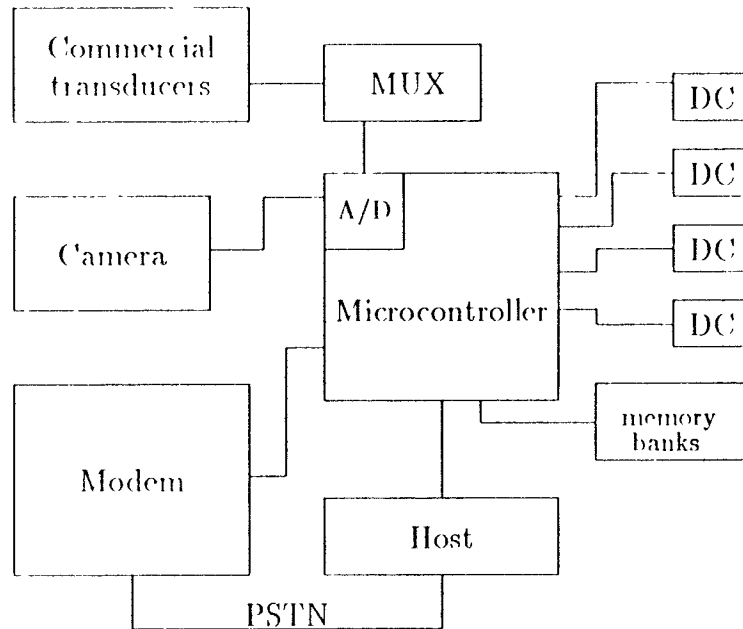 Commercial
transducers
MUX
DC
DC
A/D
Camera
DC
Microcontroller
DC
memory
banks
Modem
Host
PSTN